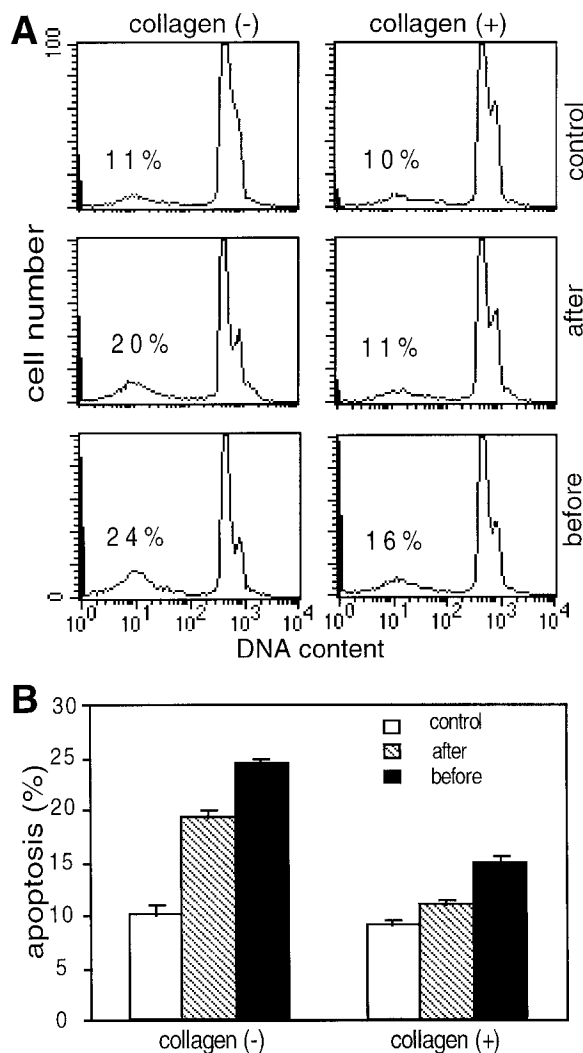 A
collagen (-)
collagen (+)
100
11%
10%
control
cell number
20%
11%
after
24%
16%
before
0
10^0 10^1 10^2 10^3 10^4
10^0 10^1 10^2 10^3 10^4
DNA content
B
30
25
20
15
10
5
0
apoptosis (%)
control
after
before
collagen (-)
collagen (+)